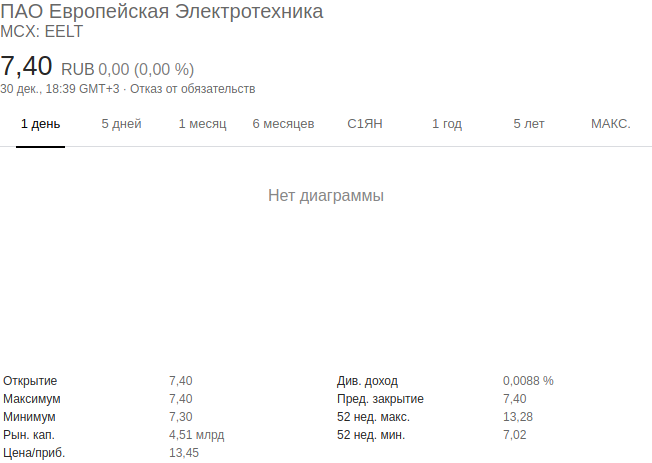 ПАО Европейская Электротехника
MCX: EELT
7,40 RUB 0,00 (0,00 %)
30 дек., 18:39 GMT+3 · Отказ от обязательств
1 день 5 дней 1 месяц 6 месяцев С1ЯН 1 год 5 лет МАКС.
Нет диаграммы
Открытие 7,40 Див. доход 0,0088 %
Максимум 7,40 Пред. закрытие 7,40
Минимум 7,30 52 нед. макс. 13,28
Рын. кап. 4,51 млрд 52 нед. мин. 7,02
Цена/приб. 13,45